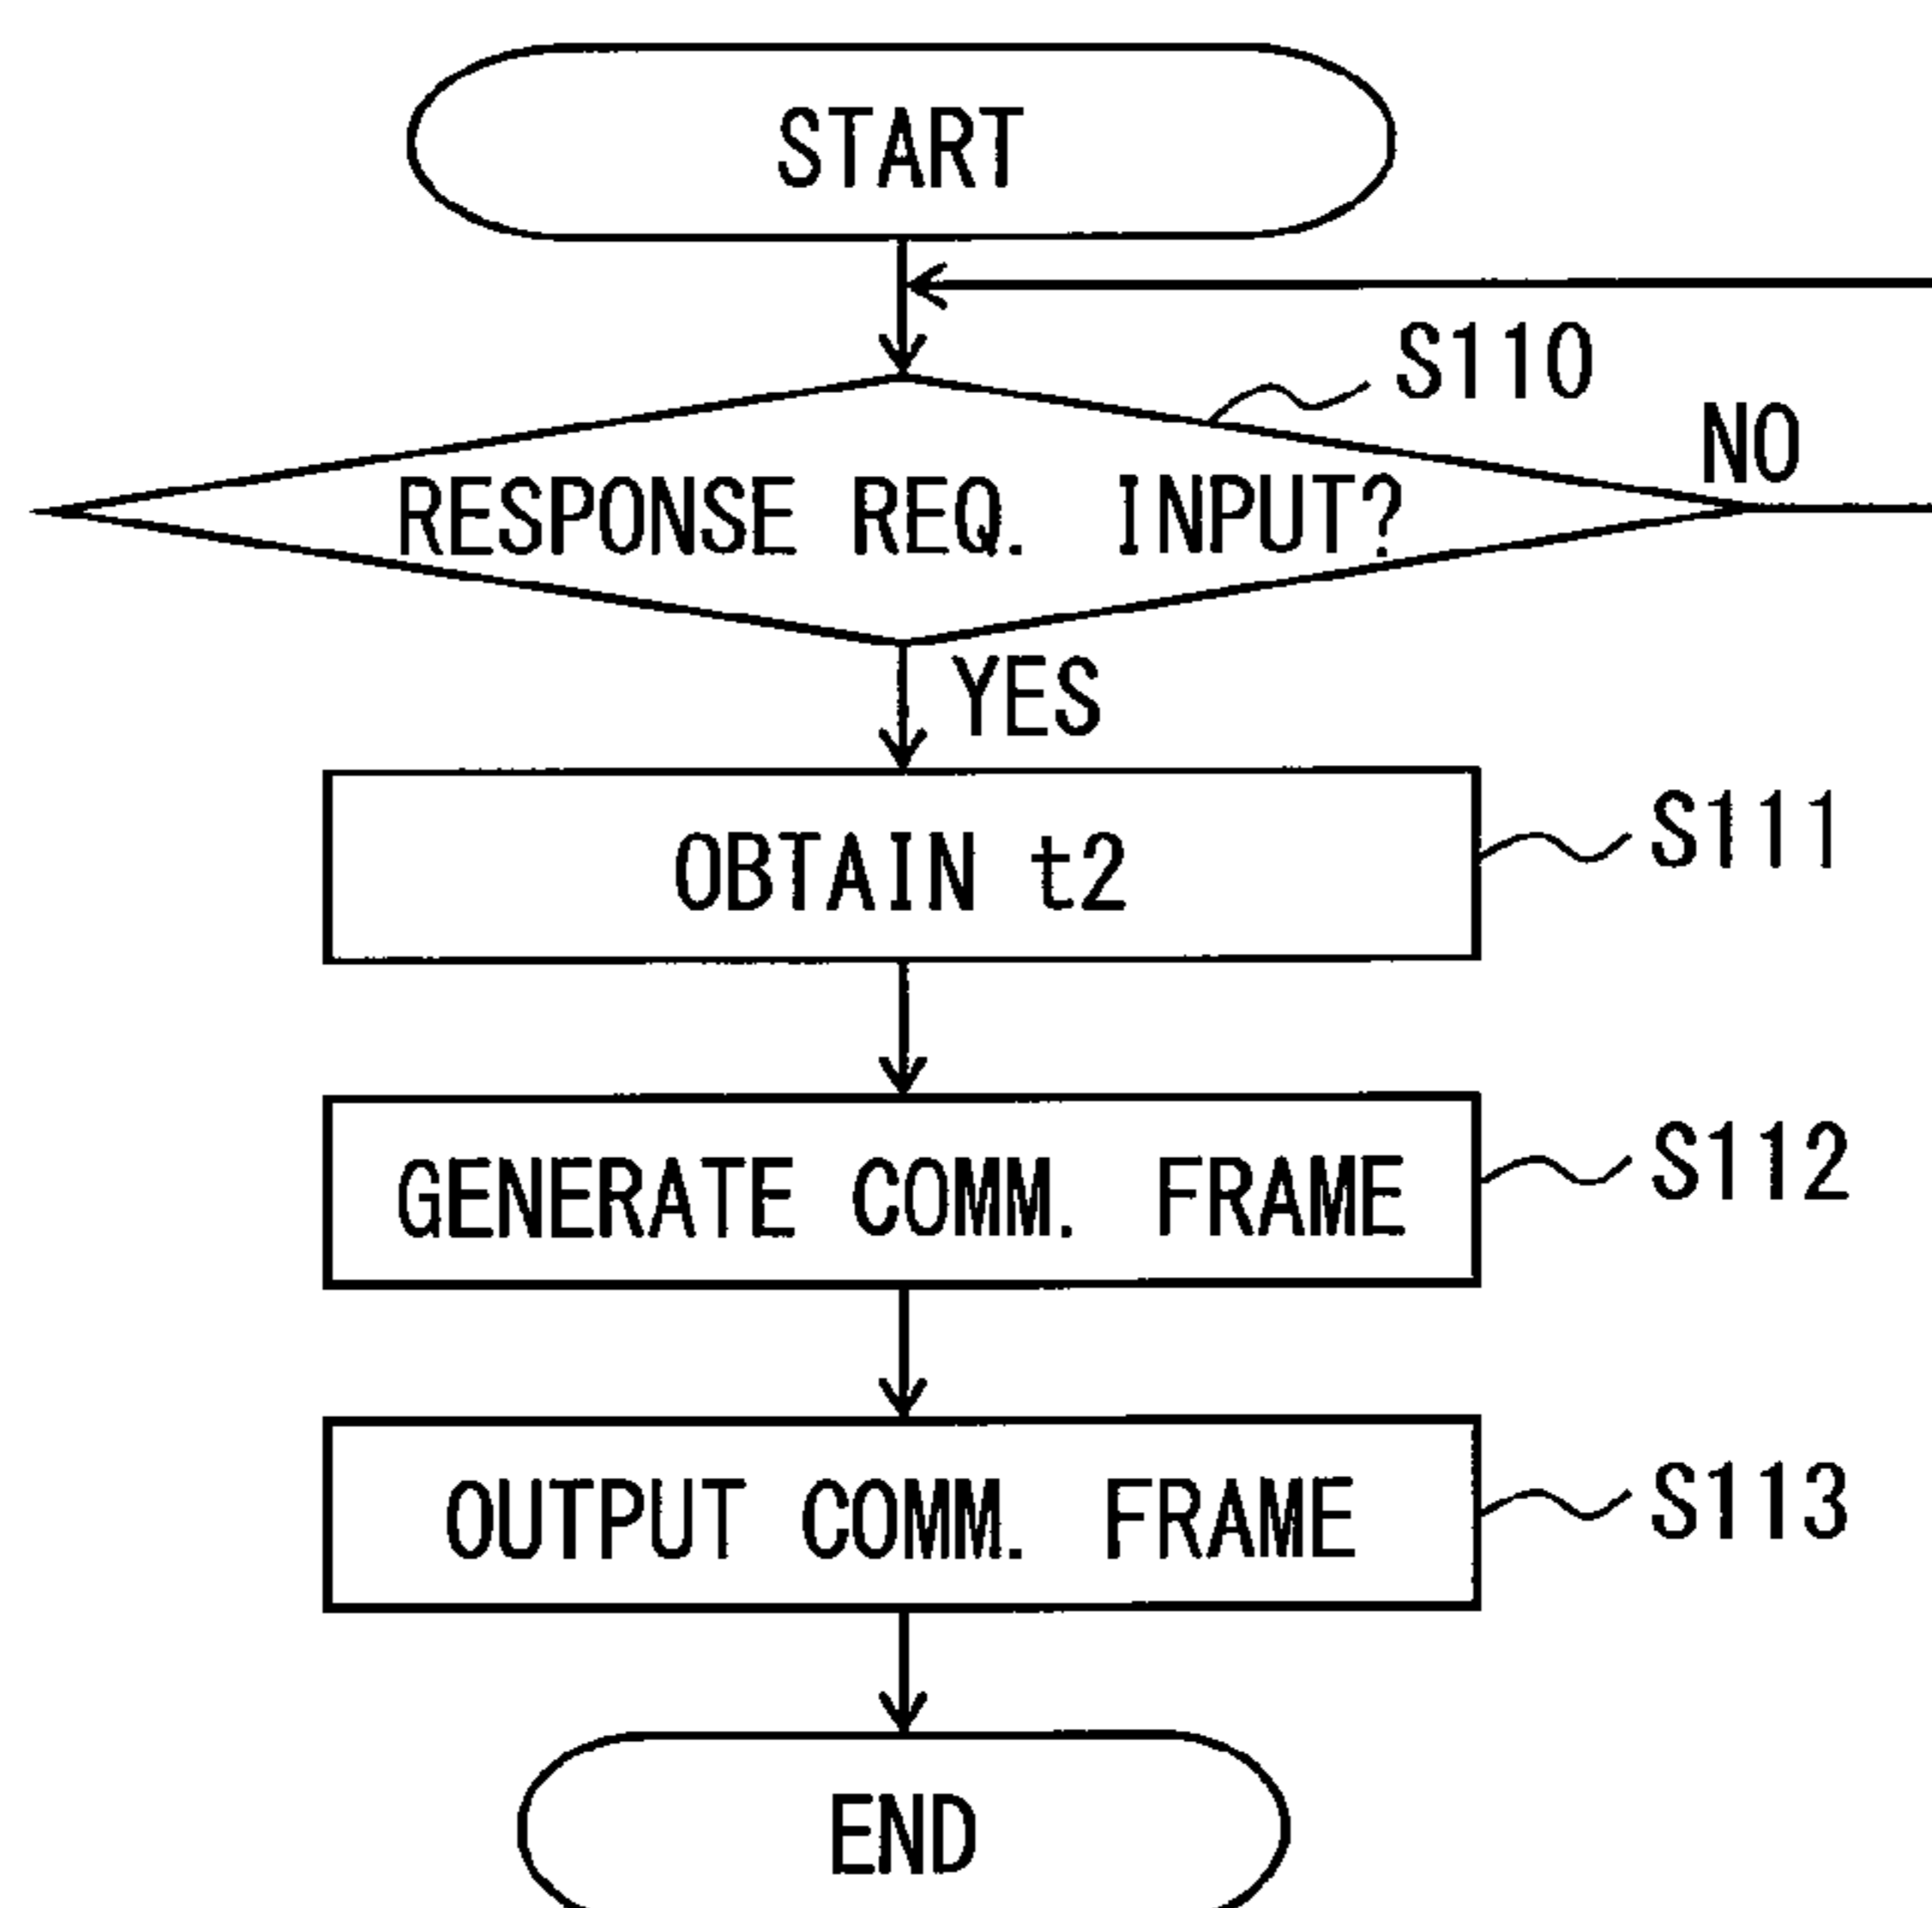 START
S110
NO
RESPONSE REQ. INPUT?
YES
OBTAIN t2
S111
GENERATE COMM. FRAME
S112
OUTPUT COMM. FRAME
S113
END